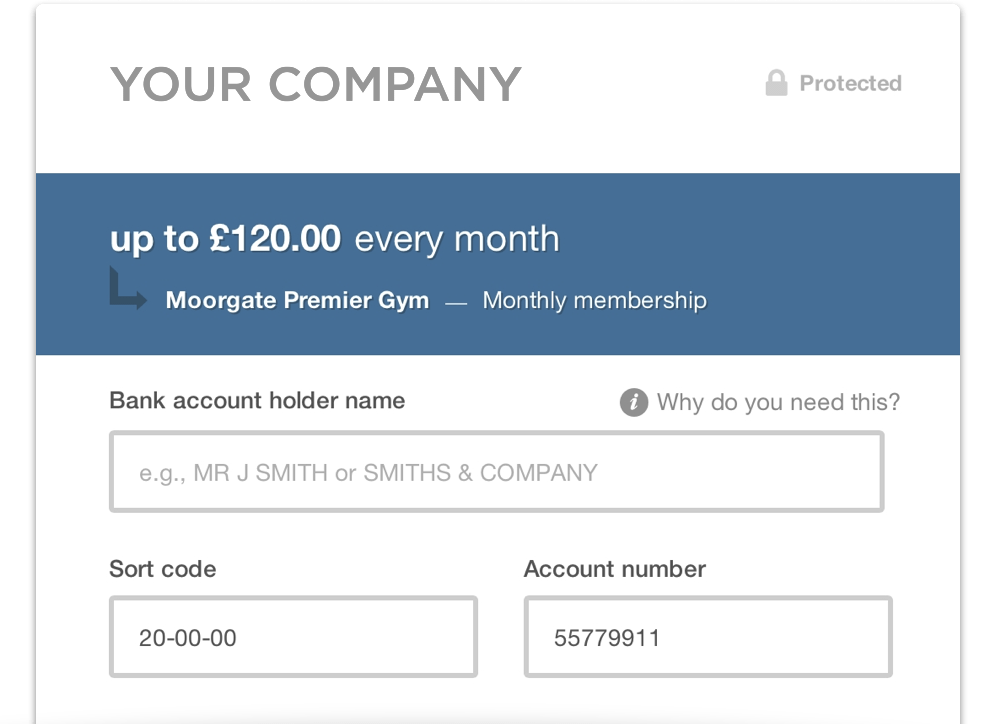 YOUR COMPANY
Protected
up to £120.00 every month
Moorgate Premier Gym — Monthly membership
Bank account holder name
Why do you need this?
e.g., MR J SMITH or SMITHS & COMPANY
Sort code
Account number
20-00-00
55779911